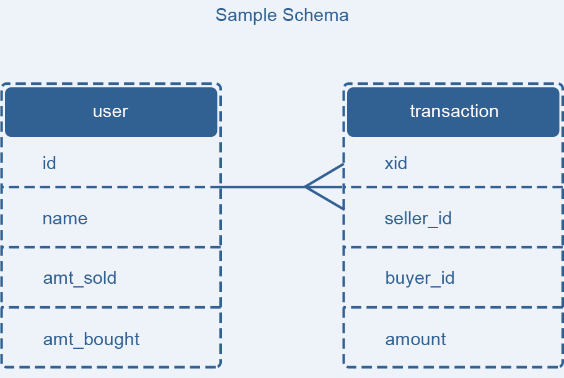 Sample Schema
user
id
name
amt_sold
amt_bought
transaction
xid
seller_id
buyer_id
amount